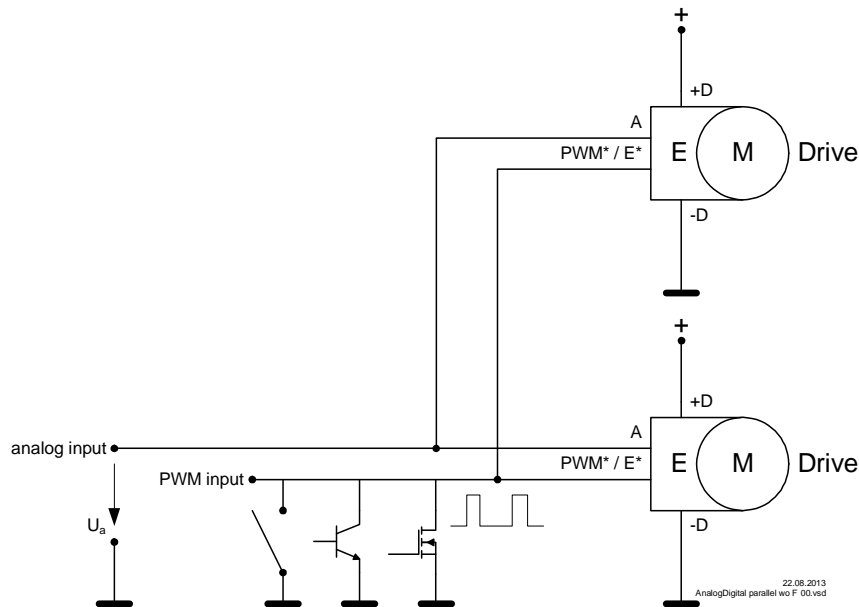 +
+D
A
PWM* / E*
E
M
Drive
-D
+
+D
analog input
A
PWM input
PWM* / E*
E
M
Drive
Ua
-D
22.08.2013
AnalogDigital parallel wo F 00.vsd